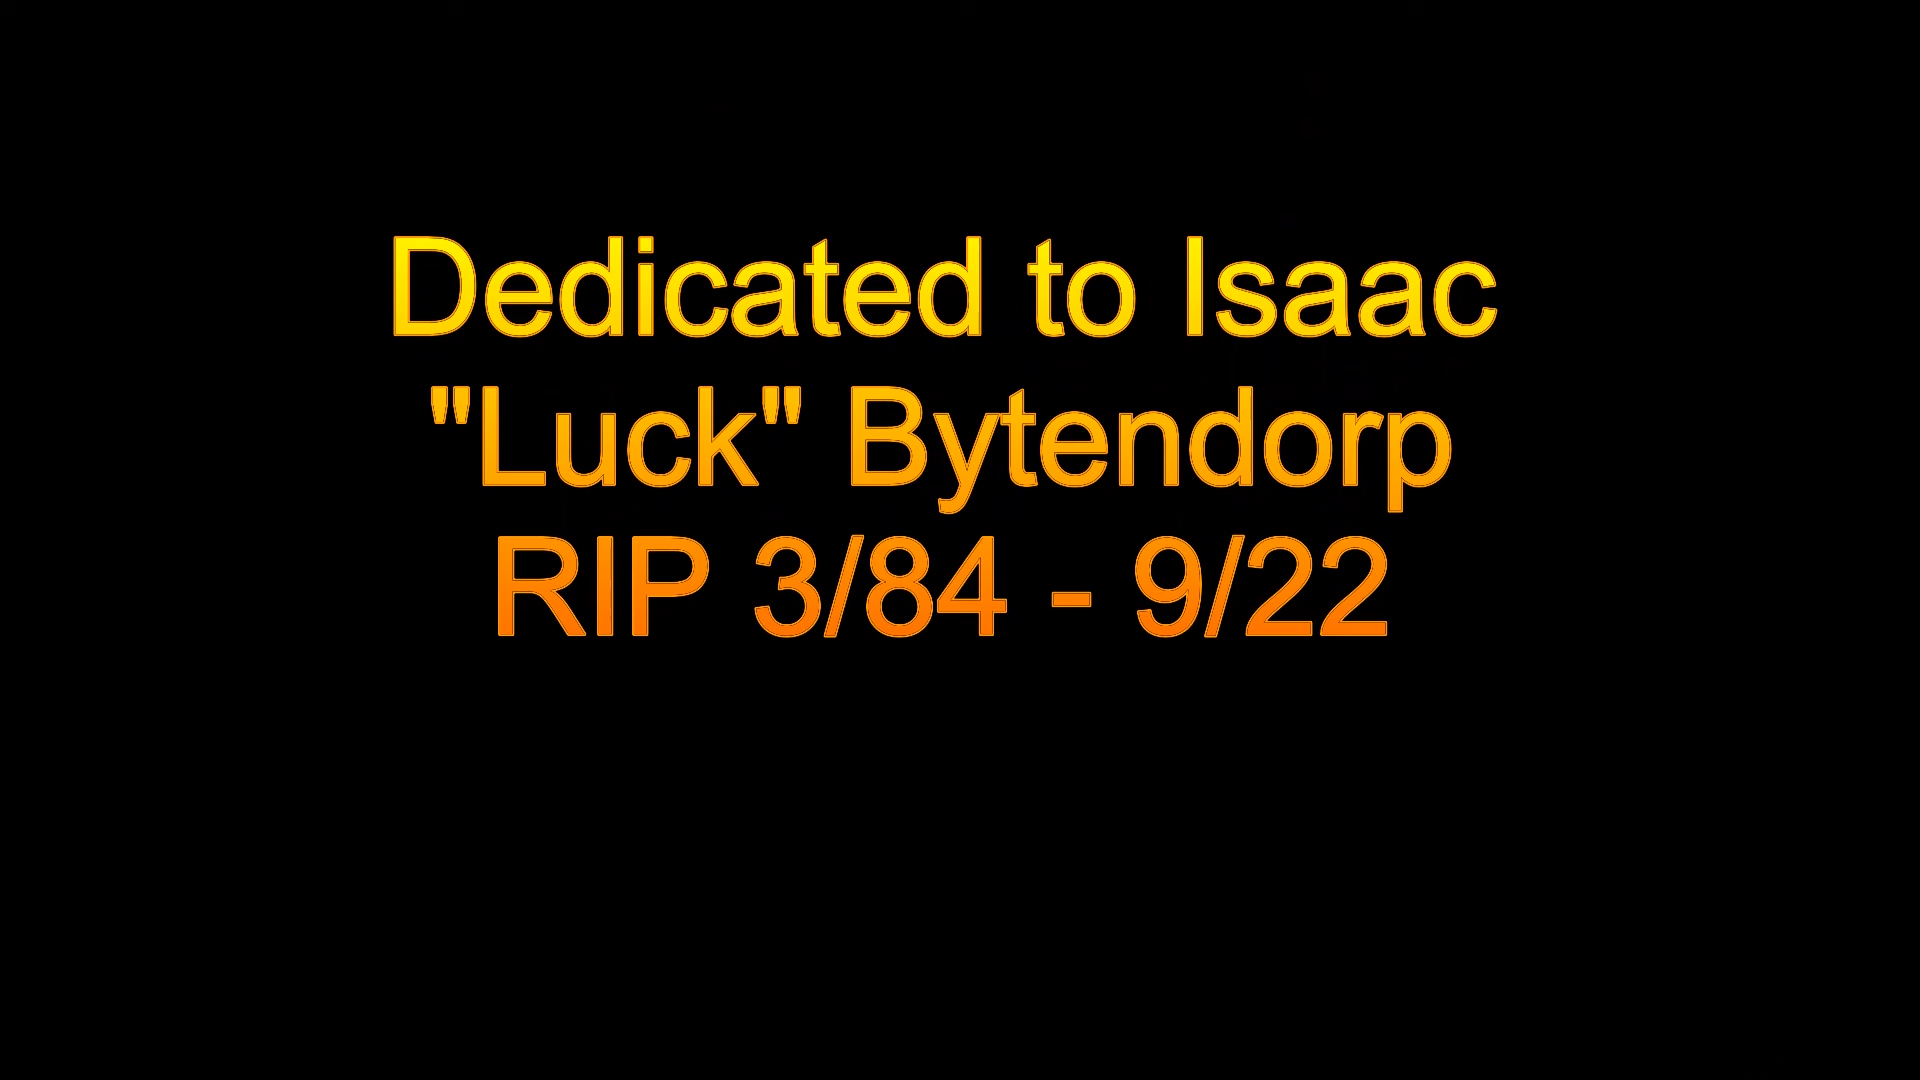 Dedicated to Isaac
"Luck" Bytendorp
RIP 3/84 - 9/22